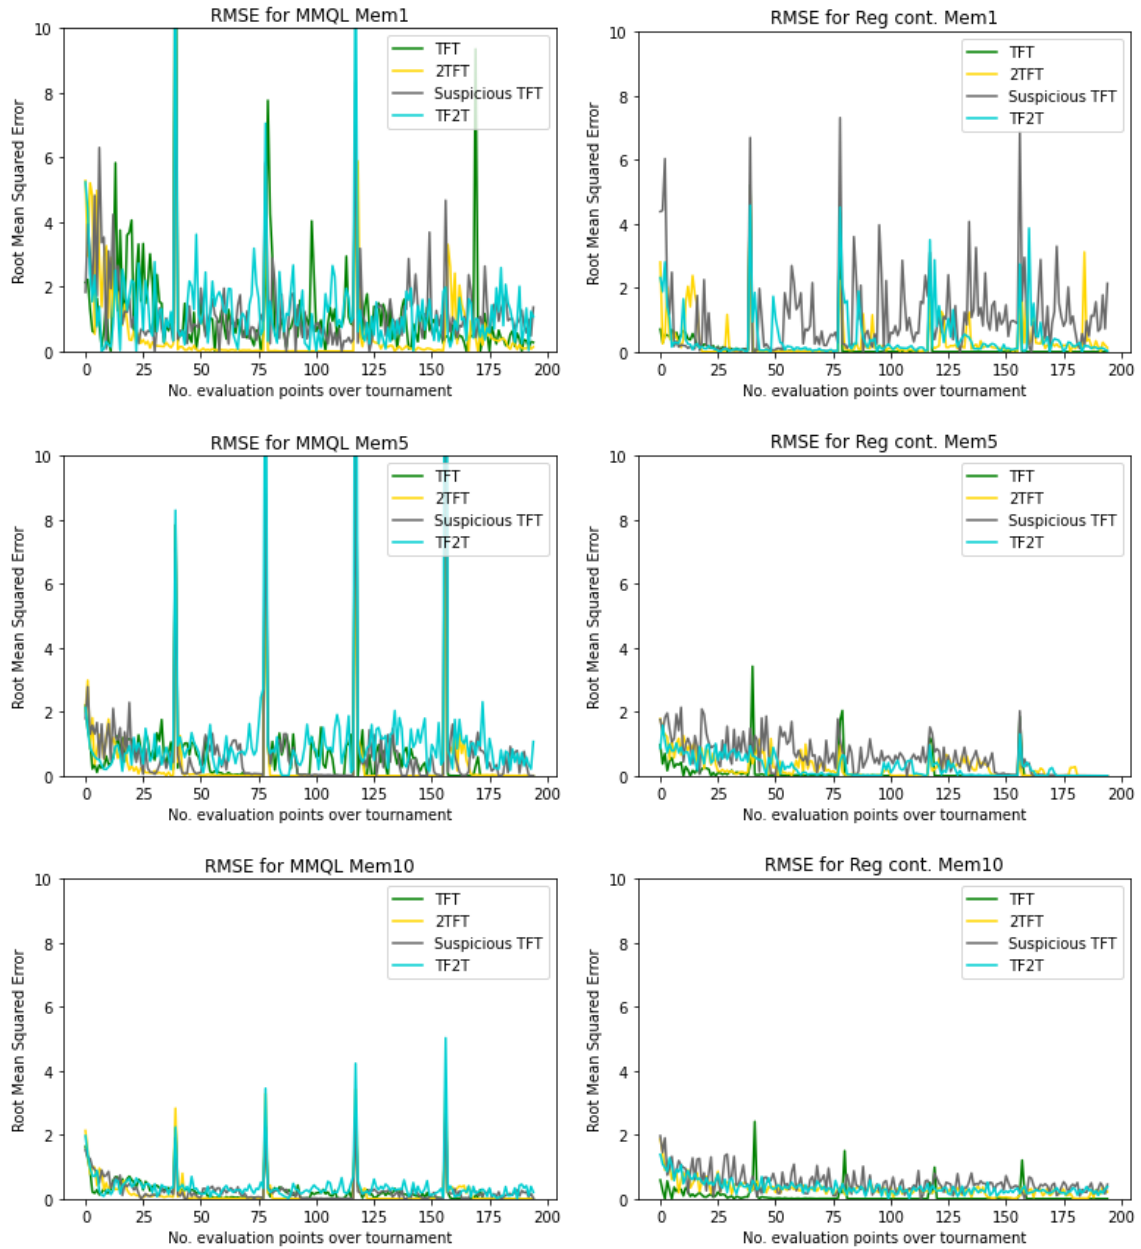 RMSE for MMQL Mem1
Root Mean Squared Error
10
8
6
4
2
0
TFT
2TFT
Suspicious TFT
TF2T
0 25 50 75 100 125 150 175 200
No. evaluation points over tournament
RMSE for Reg cont. Mem1
Root Mean Squared Error
10
8
6
4
2
0
TFT
2TFT
Suspicious TFT
TF2T
0 25 50 75 100 125 150 175 200
No. evaluation points over tournament
RMSE for MMQL Mem5
Root Mean Squared Error
10
8
6
4
2
0
TFT
2TFT
Suspicious TFT
TF2T
0 25 50 75 100 125 150 175 200
No. evaluation points over tournament
RMSE for Reg cont. Mem5
Root Mean Squared Error
10
8
6
4
2
0
TFT
2TFT
Suspicious TFT
TF2T
0 25 50 75 100 125 150 175 200
No. evaluation points over tournament
RMSE for MMQL Mem10
Root Mean Squared Error
10
8
6
4
2
0
TFT
2TFT
Suspicious TFT
TF2T
0 25 50 75 100 125 150 175 200
No. evaluation points over tournament
RMSE for Reg cont. Mem10
Root Mean Squared Error
10
8
6
4
2
0
TFT
2TFT
Suspicious TFT
TF2T
0 25 50 75 100 125 150 175 200
No. evaluation points over tournament